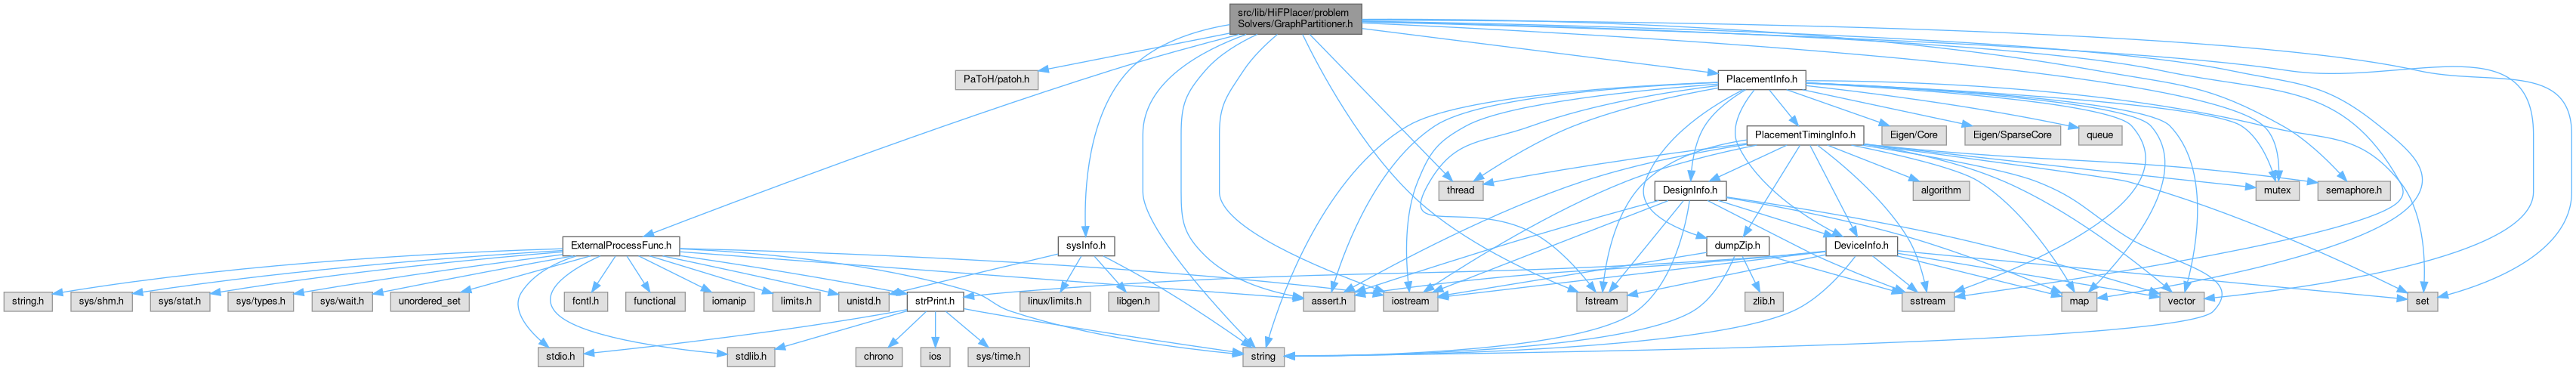 src/lib/HiFPlacer/problem
Solvers/GraphPartitioner.h
PaToH/patoh.h
PlacementInfo.h
PlacementTimingInfo.h
Eigen/Core
Eigen/SparseCore
queue
thread
DesignInfo.h
algorithm
mutex
semaphore.h
ExternalProcessFunc.h
sysInfo.h
dumpZip.h
DeviceInfo.h
string.h
sys/shm.h
sys/stat.h
sys/types.h
sys/wait.h
unordered_set
fcntl.h
functional
iomanip
limits.h
unistd.h
strPrint.h
linux/limits.h
libgen.h
assert.h
iostream
fstream
zlib.h
sstream
map
vector
set
stdio.h
stdlib.h
chrono
ios
sys/time.h
string